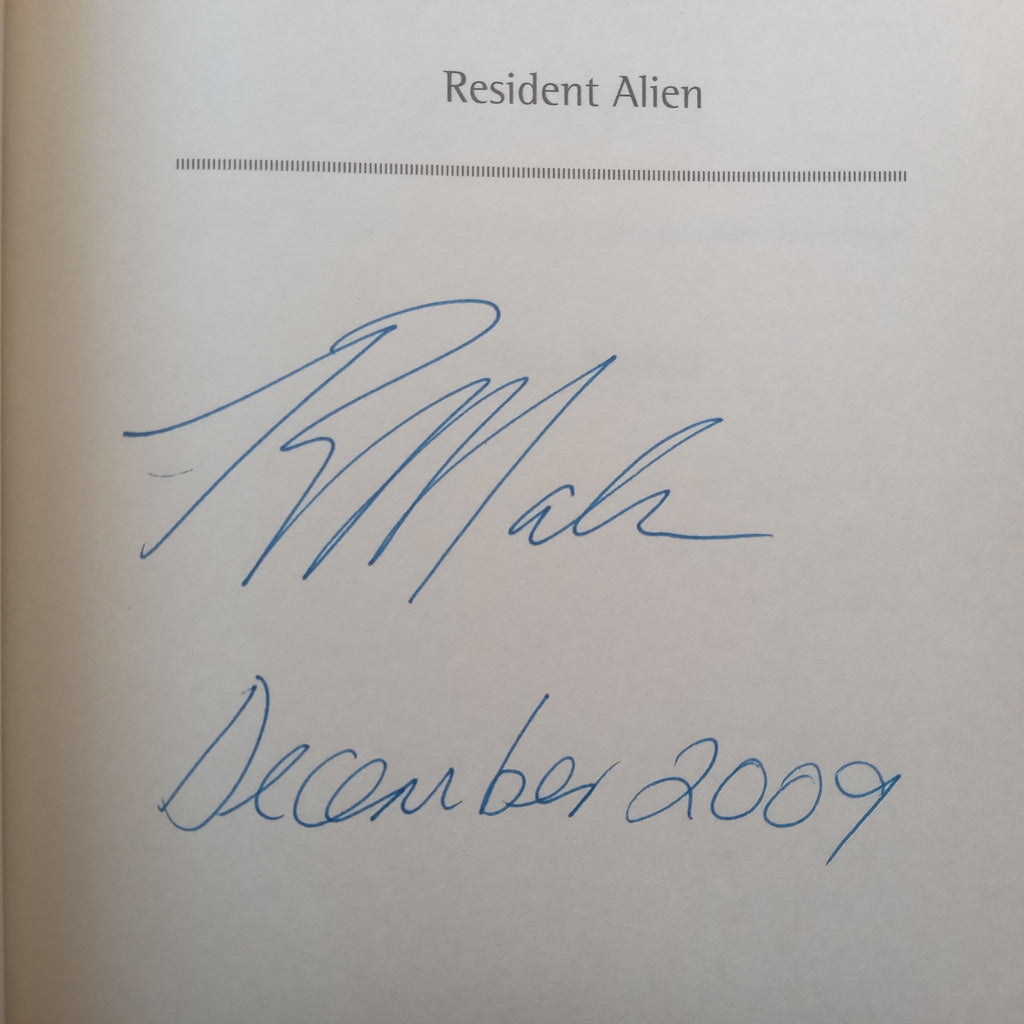 Resident Alien
December 2009